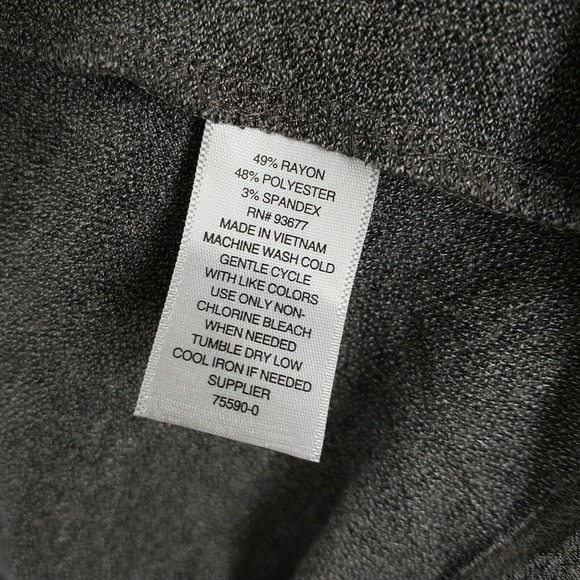 49% RAYON
48% POLYESTER
3% SPANDEX
RN# 93677
MADE IN VIETNAM
MACHINE WASH COLD
GENTLE CYCLE
WITH LIKE COLORS
USE ONLY NON-
CHLORINE BLEACH
WHEN NEEDED
TUMBLE DRY LOW
COOL IRON IF NEEDED
SUPPLIER
75590-0